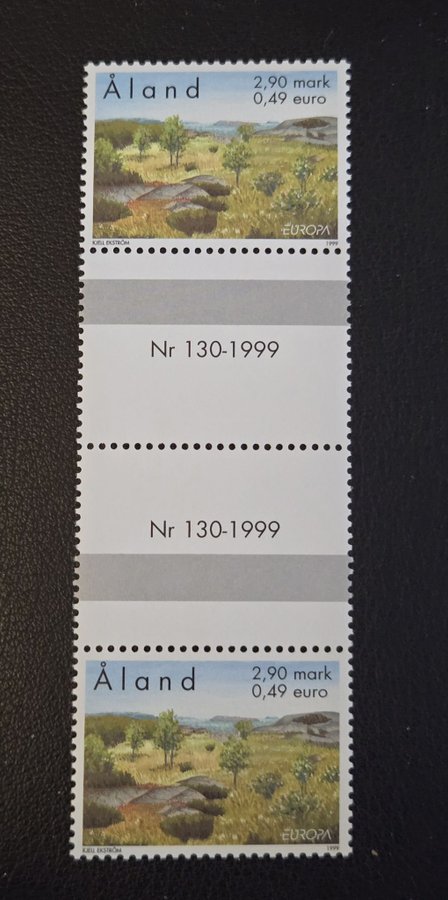 Åland
2,90 mark
0,49 euro
EUROPA
KJELL EKSTRÖM
1999
Nr 130-1999
Nr 130-1999
Åland
2,90 mark
0,49 euro
EUROPA
KJELL EKSTRÖM
1999